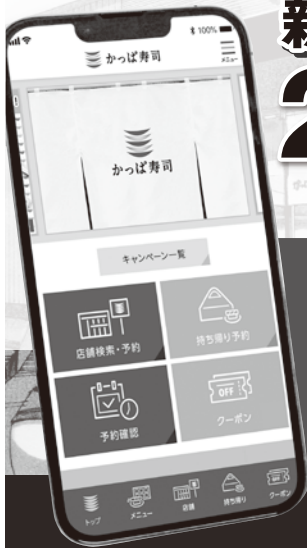 新
2
100%
かっぱ寿司
メニュー
かっぱ寿司
キャンペーン一覧
店舗検索・予約
持ち帰り予約
予約確認
OFF
クーポン
トップ
メニュー
店舗
持ち帰り
クーポン